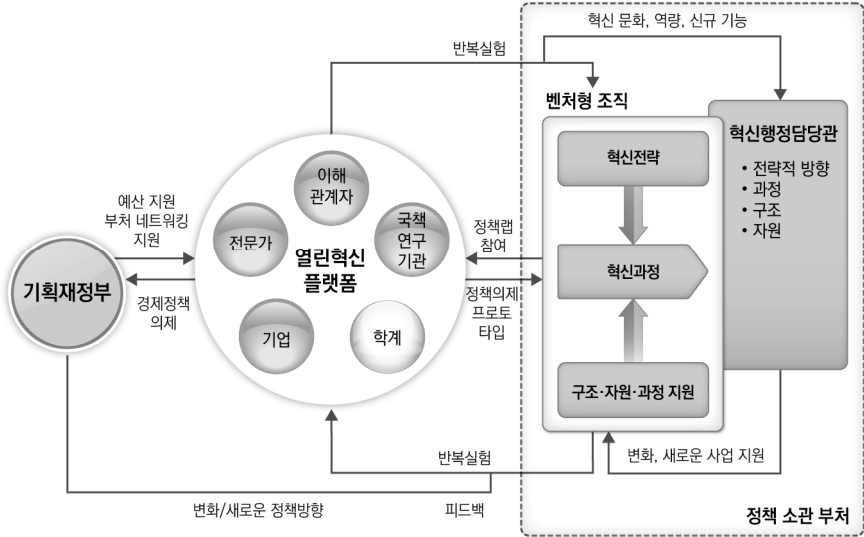 혁신 문화, 역량, 신규 기능
반복실험
벤처형 조직
혁신행정담당관
• 전략적 방향
• 과정
• 구조
• 자원
혁신전략
혁신과정
구조·자원·과정 지원
이해
관계자
전문가
국책
연구
기관
열린혁신
플랫폼
기업
학계
예산 지원
부처 네트워킹
지원
기획재정부
경제정책
의제
정책랩
참여
정책의제
프로토
타입
반복실험
변화, 새로운 사업 지원
변화/새로운 정책방향
피드백
정책 소관 부처